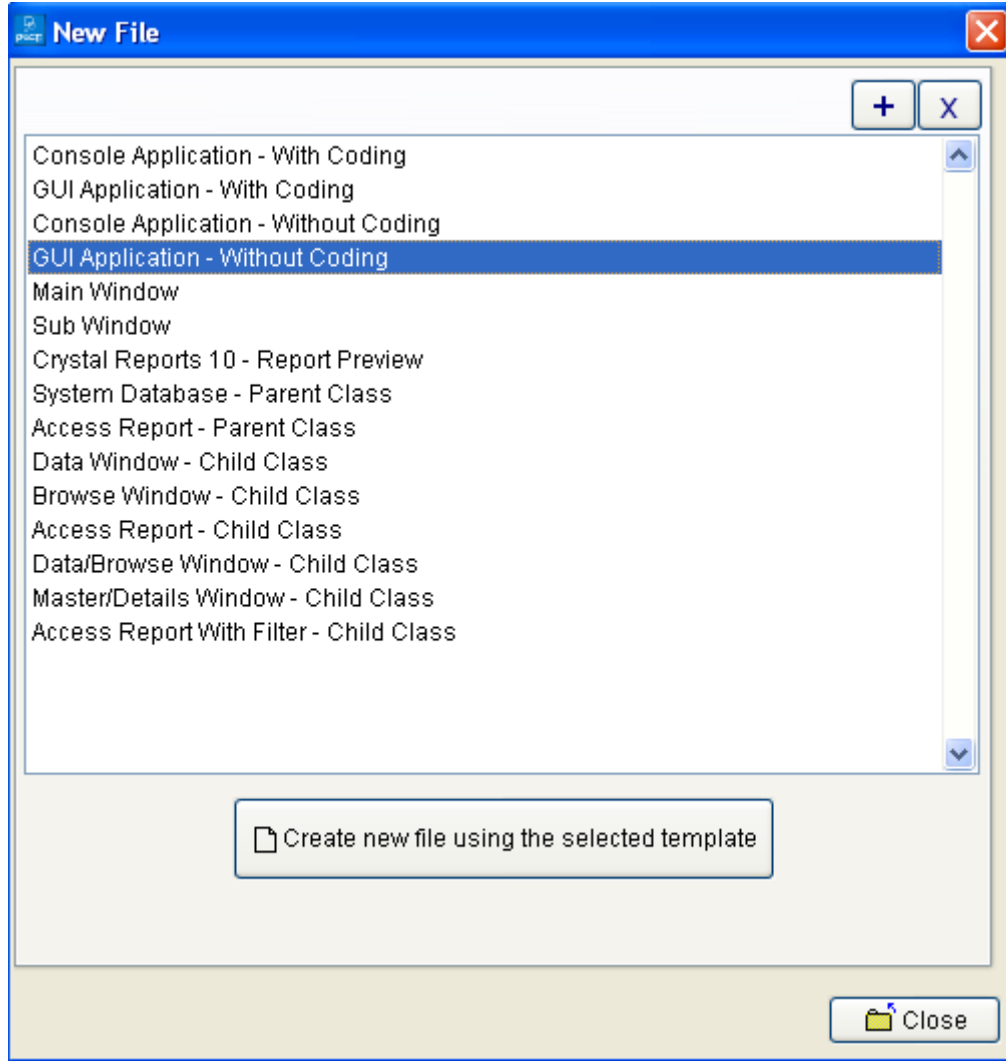 New File
+ X
Console Application - With Coding
GUI Application - With Coding
Console Application - Without Coding
GUI Application - Without Coding
Main Window
Sub Window
Crystal Reports 10 - Report Preview
System Database - Parent Class
Access Report - Parent Class
Data Window - Child Class
Browse Window - Child Class
Access Report - Child Class
Data/Browse Window - Child Class
Master/Details Window - Child Class
Access Report With Filter - Child Class
Create new file using the selected template
Close